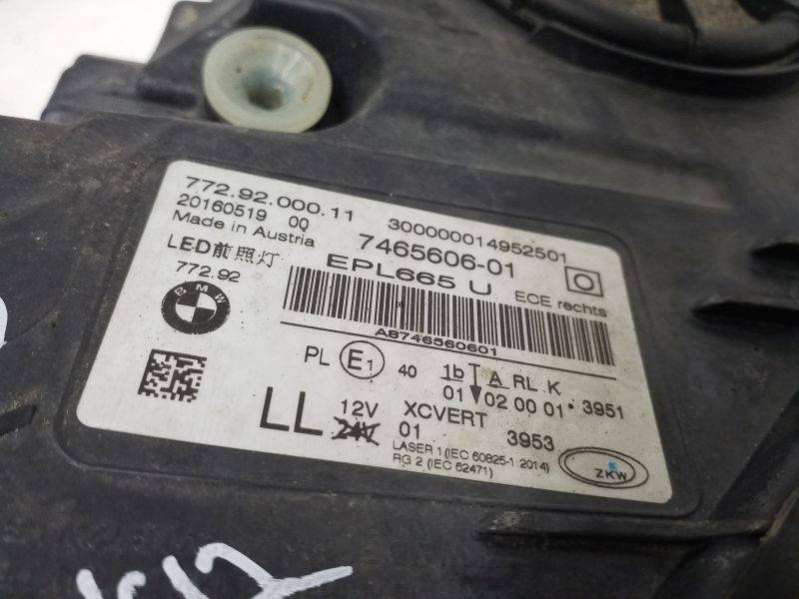 772.92.000.11 300000014952501
20160519 00 7465606-01
Made in Austria
LED前照灯 EPL665 U ECE rechts
772.92
BMW
A8746560601
PL E1 40 1b A RL K
01 02 00 01 3951
LL 12V XCVERT
24V 01 3953
LASER 1 (IEC 60825-1:2014)
RG 2 (IEC 62471)
ZKW